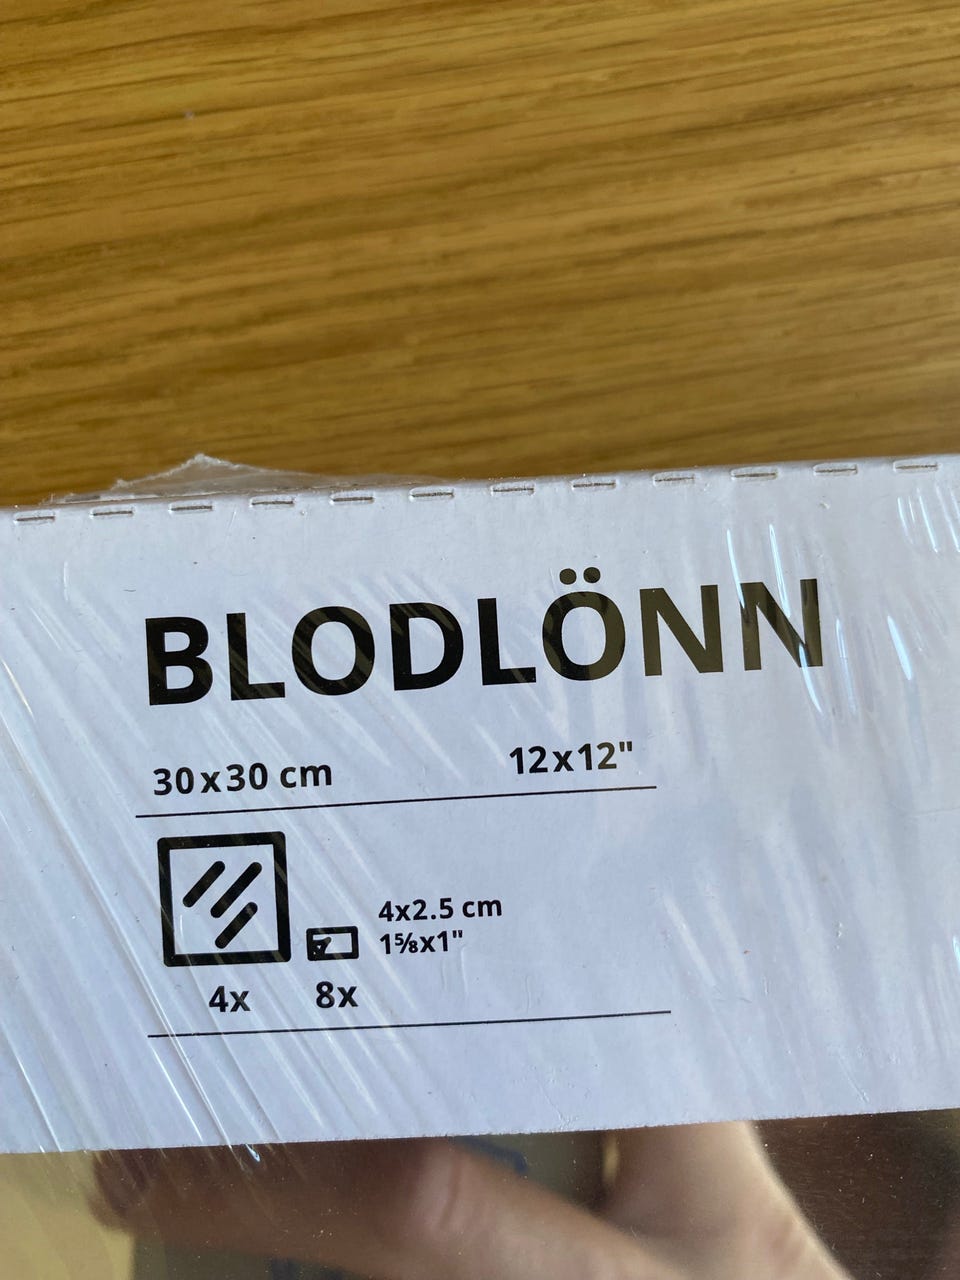 BLODLÖNN
30x30 cm 12x12"
4x2.5 cm
1⅝x1"
4x 8x